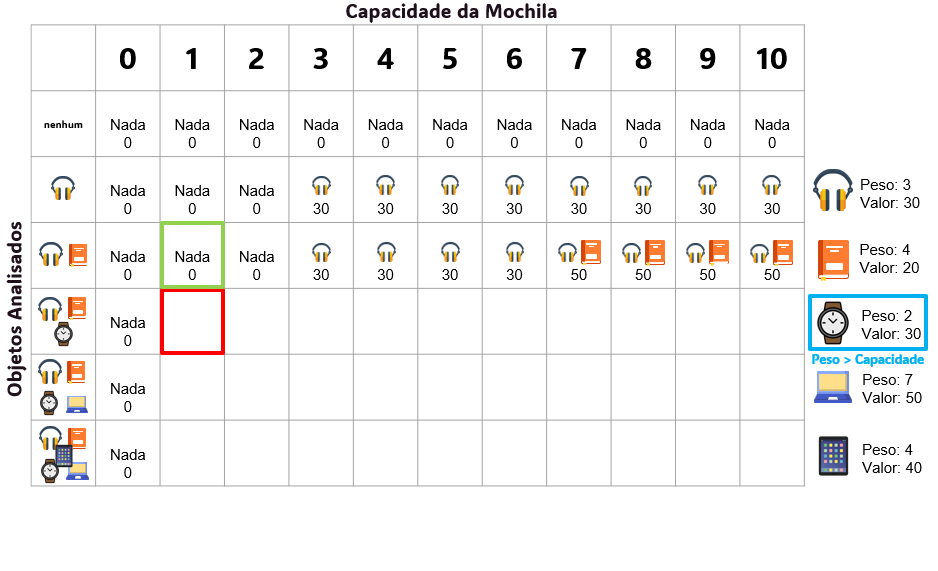 Capacidade da Mochila
0 1 2 3 4 5 6 7 8 9 10
Objetos Analisados
nenhum Nada Nada Nada Nada Nada Nada Nada Nada Nada Nada Nada
0 0 0 0 0 0 0 0 0 0 0
Nada Nada Nada
0 0 0 30 30 30 30 30 30 30 30
Peso: 3
Valor: 30
Nada Nada Nada
0 0 0 30 30 30 30 50 50 50 50
Peso: 4
Valor: 20
Nada
0
Peso: 2
Valor: 30
Peso > Capacidade
Nada
0
Peso: 7
Valor: 50
Nada
0
Peso: 4
Valor: 40